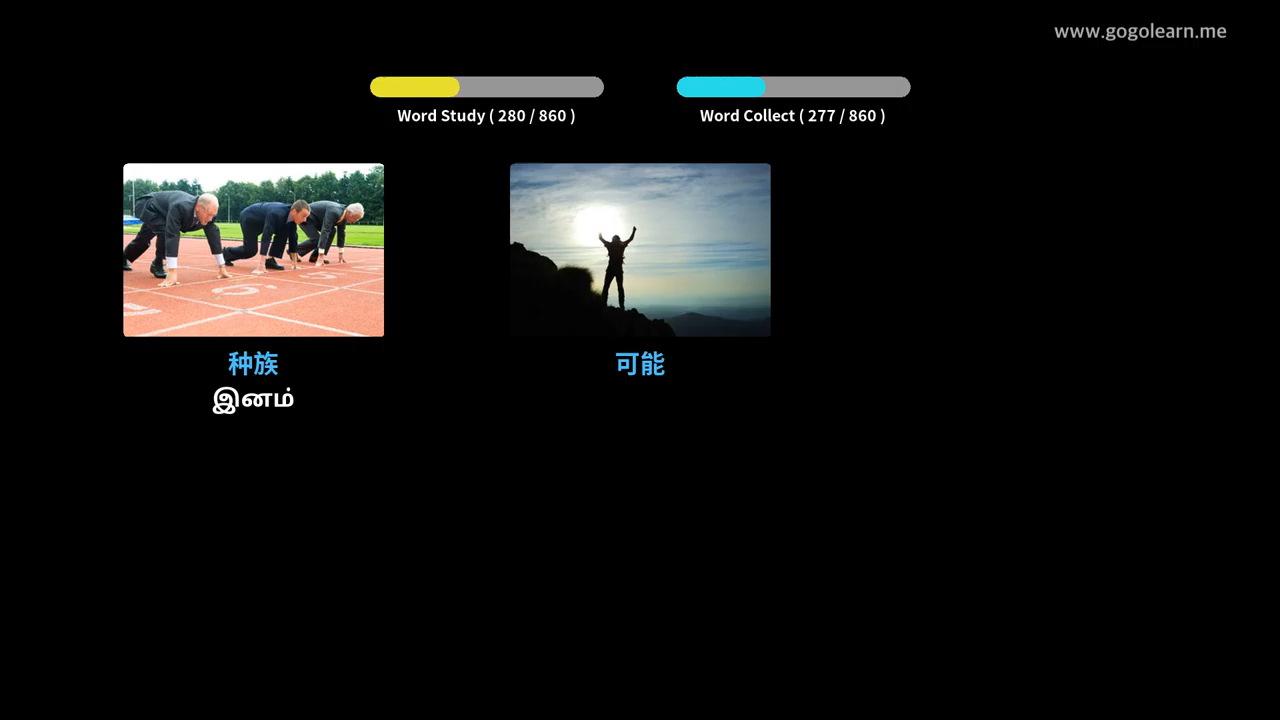 www.gogolearn.me
Word Study ( 280 / 860 )
Word Collect ( 277 / 860 )
种族
இனம்
可能